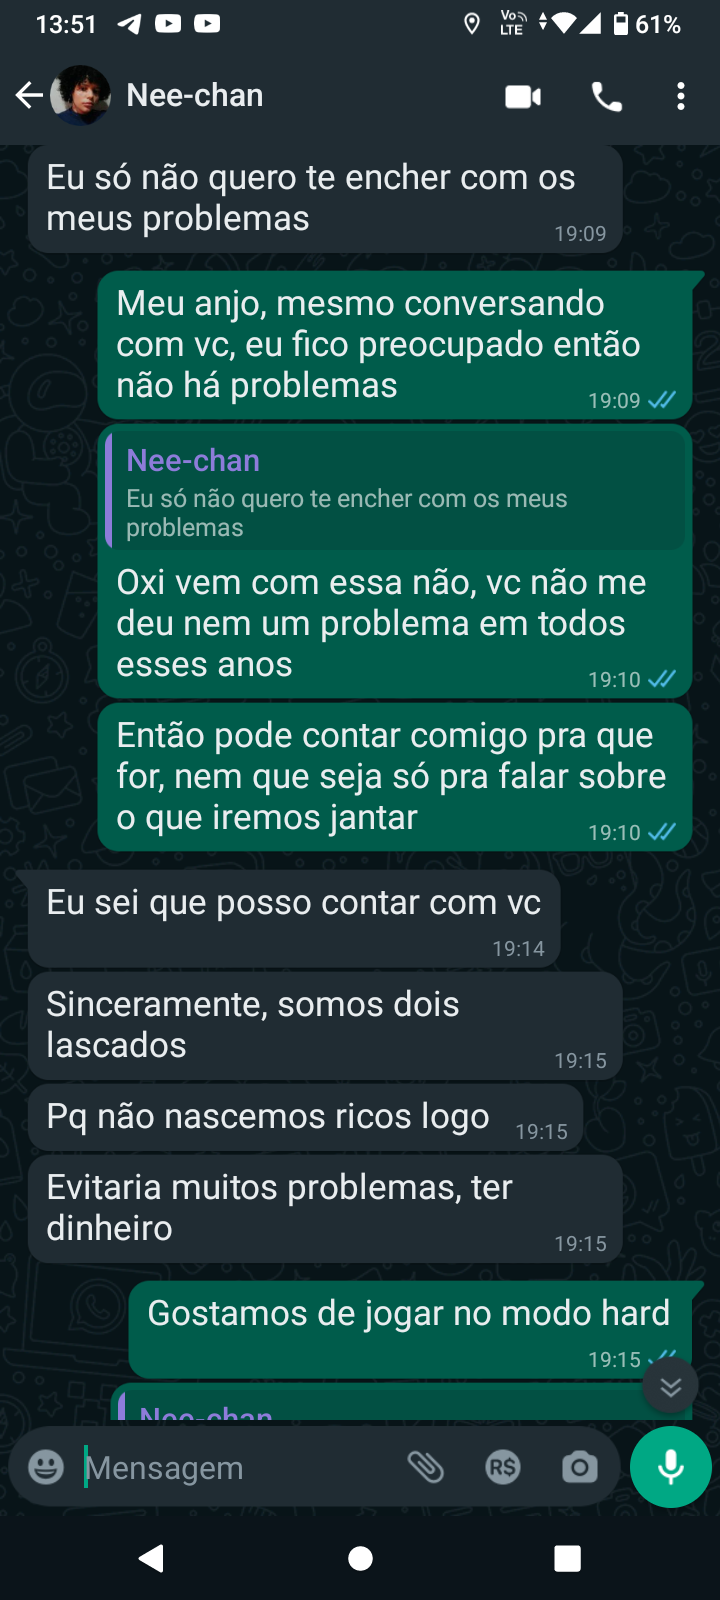 13:51
Vo
LTE
61%
Nee-chan
Eu só não quero te encher com os
meus problemas
19:09
Meu anjo, mesmo conversando
com vc, eu fico preocupado então
não há problemas
19:09
Nee-chan
Eu só não quero te encher com os meus
problemas
Oxi vem com essa não, vc não me
deu nem um problema em todos
esses anos
19:10
Então pode contar comigo pra que
for, nem que seja só pra falar sobre
o que iremos jantar
19:10
Eu sei que posso contar com vc
19:14
Sinceramente, somos dois
lascados
19:15
Pq não nascemos ricos logo
19:15
Evitaria muitos problemas, ter
dinheiro
19:15
Gostamos de jogar no modo hard
19:15
Nee-chan
Mensagem
R$